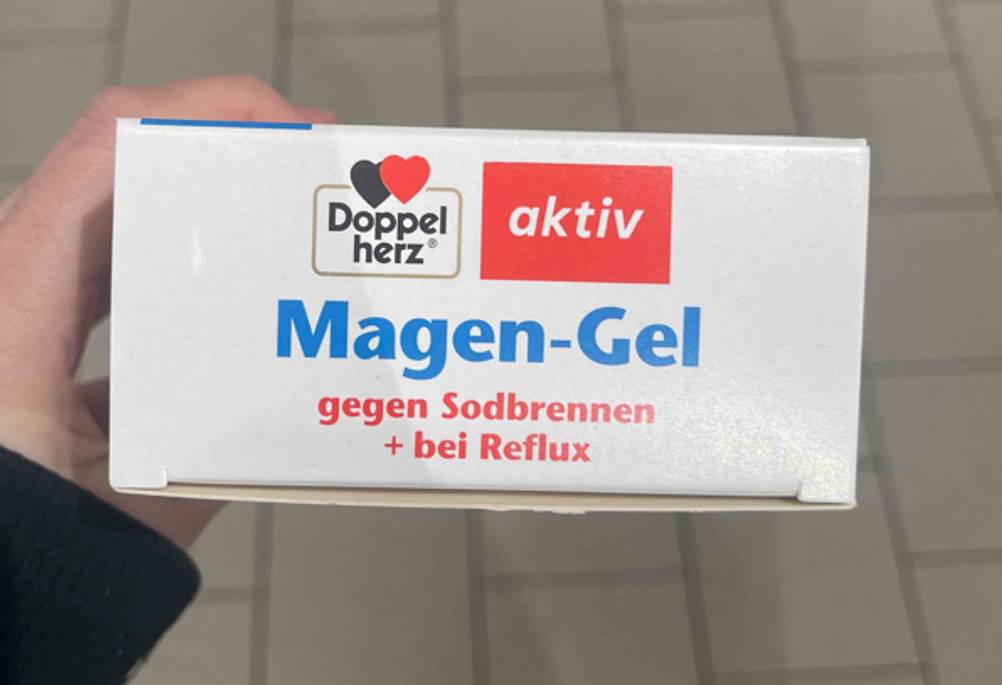 Doppel
herz®
aktiv
Magen-Gel
gegen Sodbrennen
+ bei Reflux